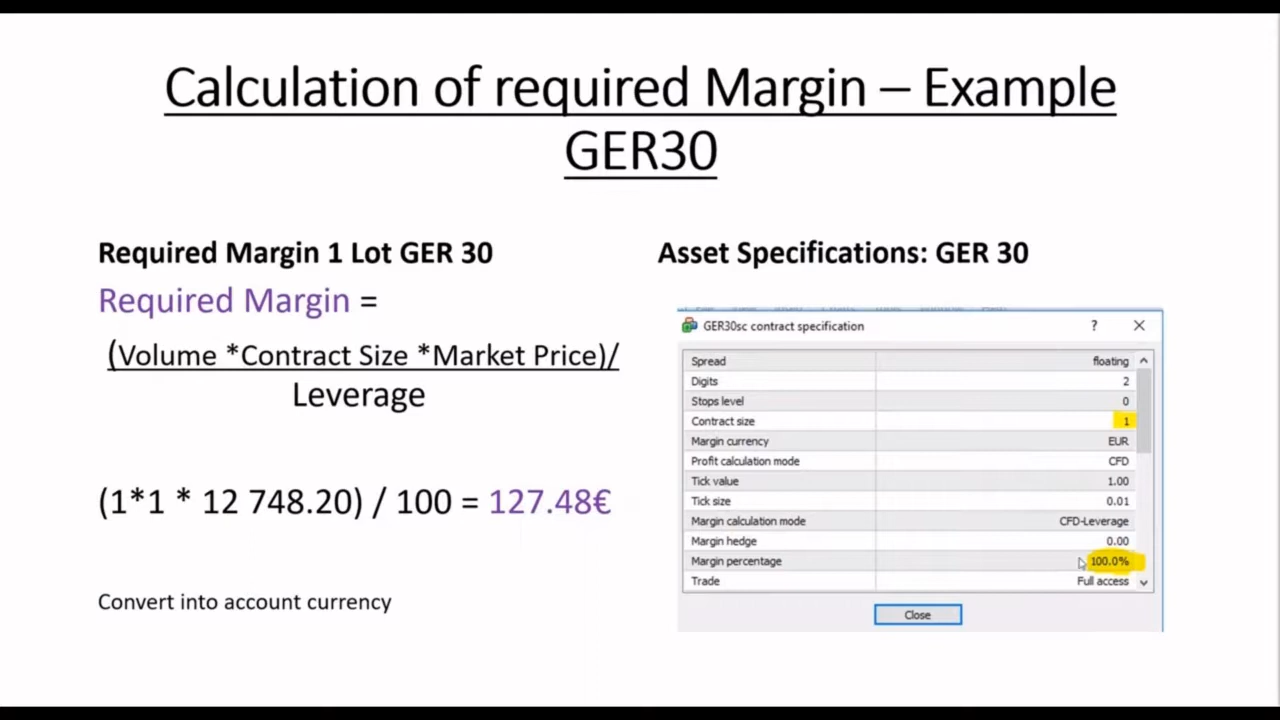 Calculation of required Margin – Example
GER30
Required Margin 1 Lot GER 30
Required Margin =
(Volume *Contract Size *Market Price)/
Leverage
(1*1 * 12 748.20) / 100 = 127.48€
Convert into account currency
Asset Specifications: GER 30
GER30sc contract specification ?
Spread floating
Digits 2
Stops level 0
Contract size 1
Margin currency EUR
Profit calculation mode CFD
Tick value 1.00
Tick size 0.01
Margin calculation mode CFD-Leverage
Margin hedge 0.00
Margin percentage 100.0%
Trade Full access
Close